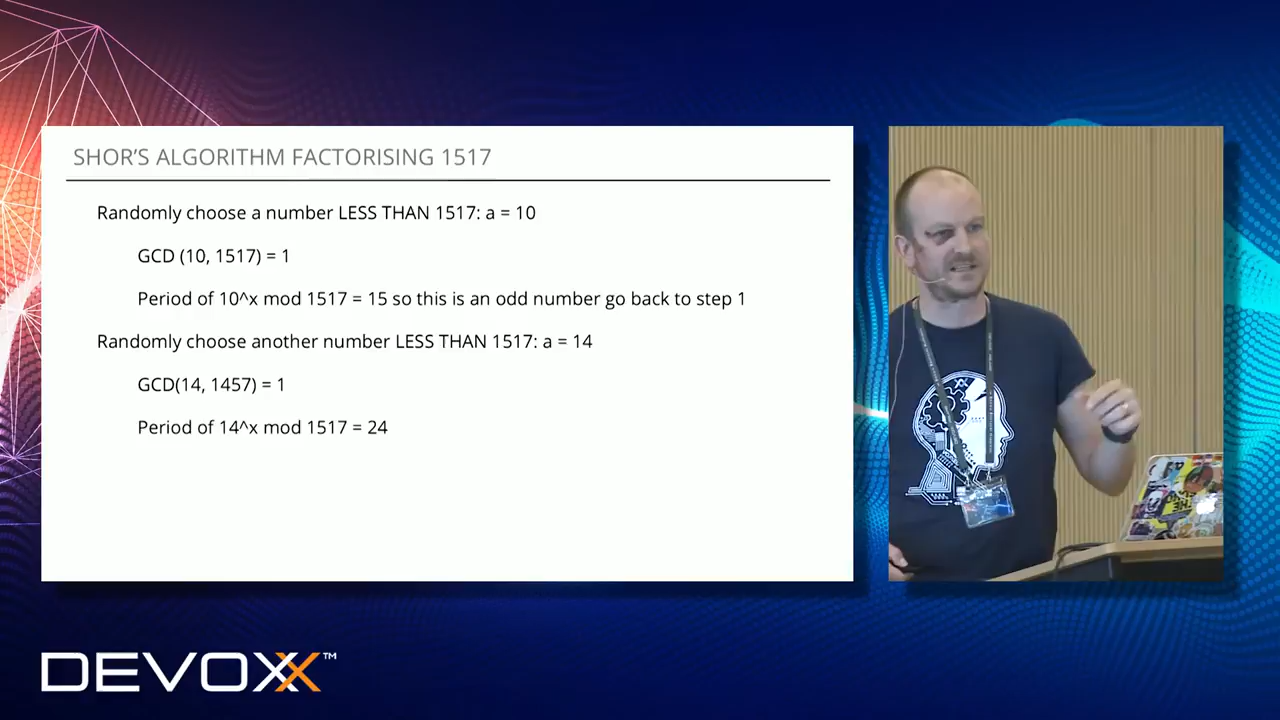 SHOR'S ALGORITHM FACTORISING 1517
Randomly choose a number LESS THAN 1517: a = 10
GCD (10, 1517) = 1
Period of 10^x mod 1517 = 15 so this is an odd number go back to step 1
Randomly choose another number LESS THAN 1517: a = 14
GCD(14, 1457) = 1
Period of 14^x mod 1517 = 24
DEVOXX™